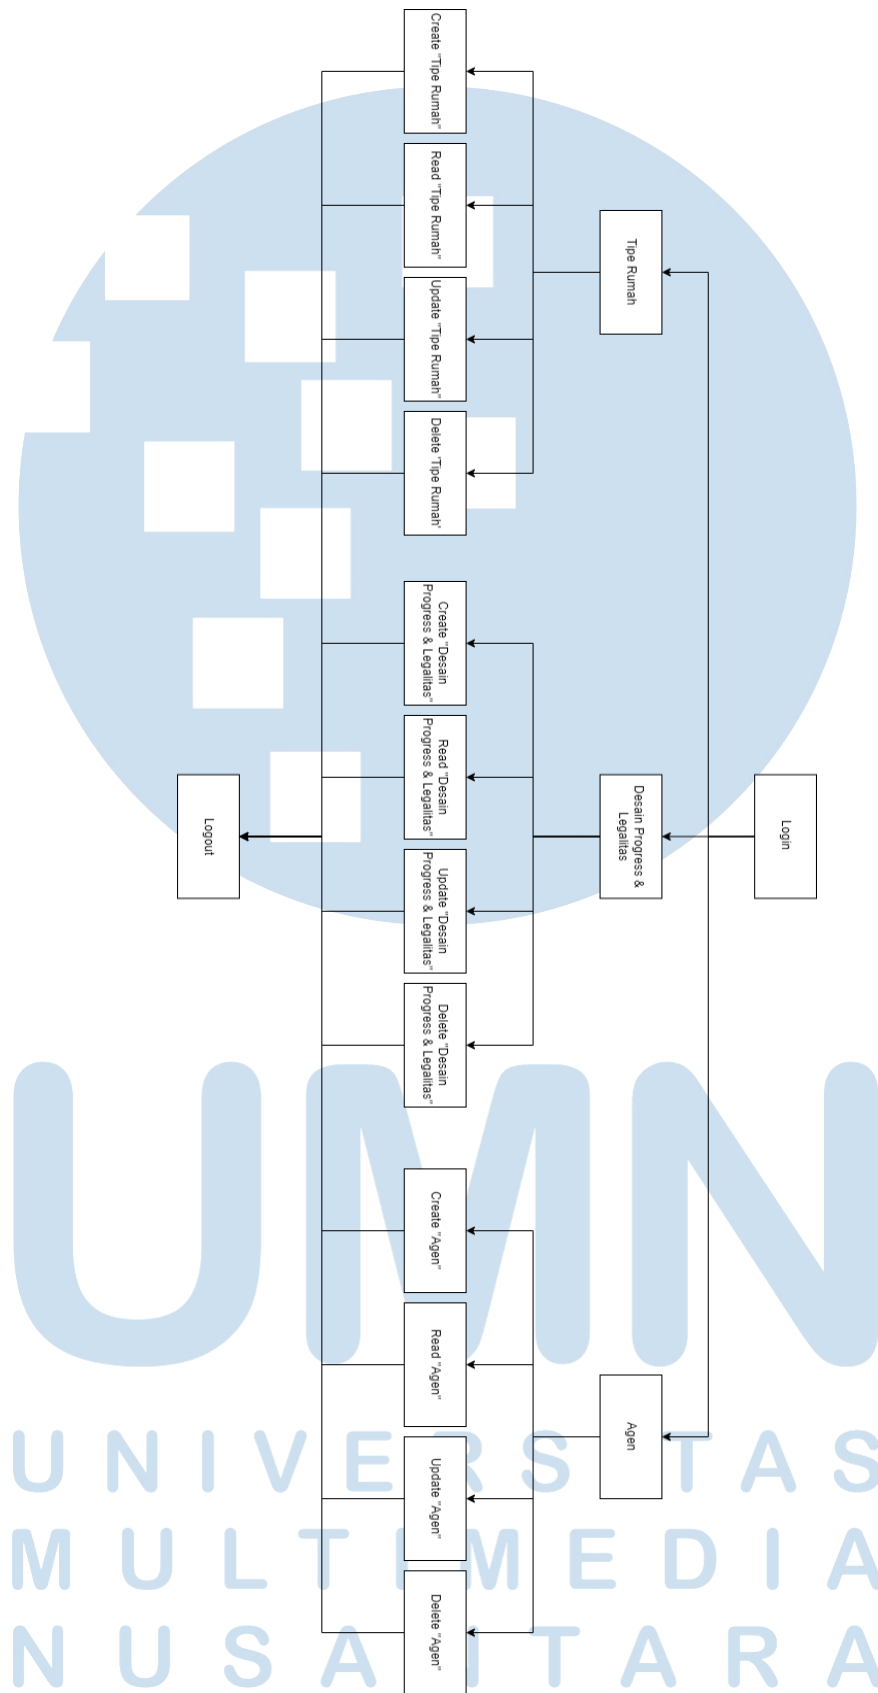 Login
Tipe Rumah
Desain Progress &
Legalitas
Agen
Create "Tipe Rumah"
Read "Tipe Rumah"
Update "Tipe Rumah"
Delete 'Tipe Rumah'
Create "Desain
Progress & Legalitas"
Read "Desain
Progress & Legalitas"
Update "Desain
Progress & Legalitas"
Delete "Desain
Progress & Legalitas"
Create "Agen"
Read "Agen"
Update "Agen"
Delete "Agen"
Logout
UMN
UNIVERSITAS
MULTIMEDIA
NUSANTARA